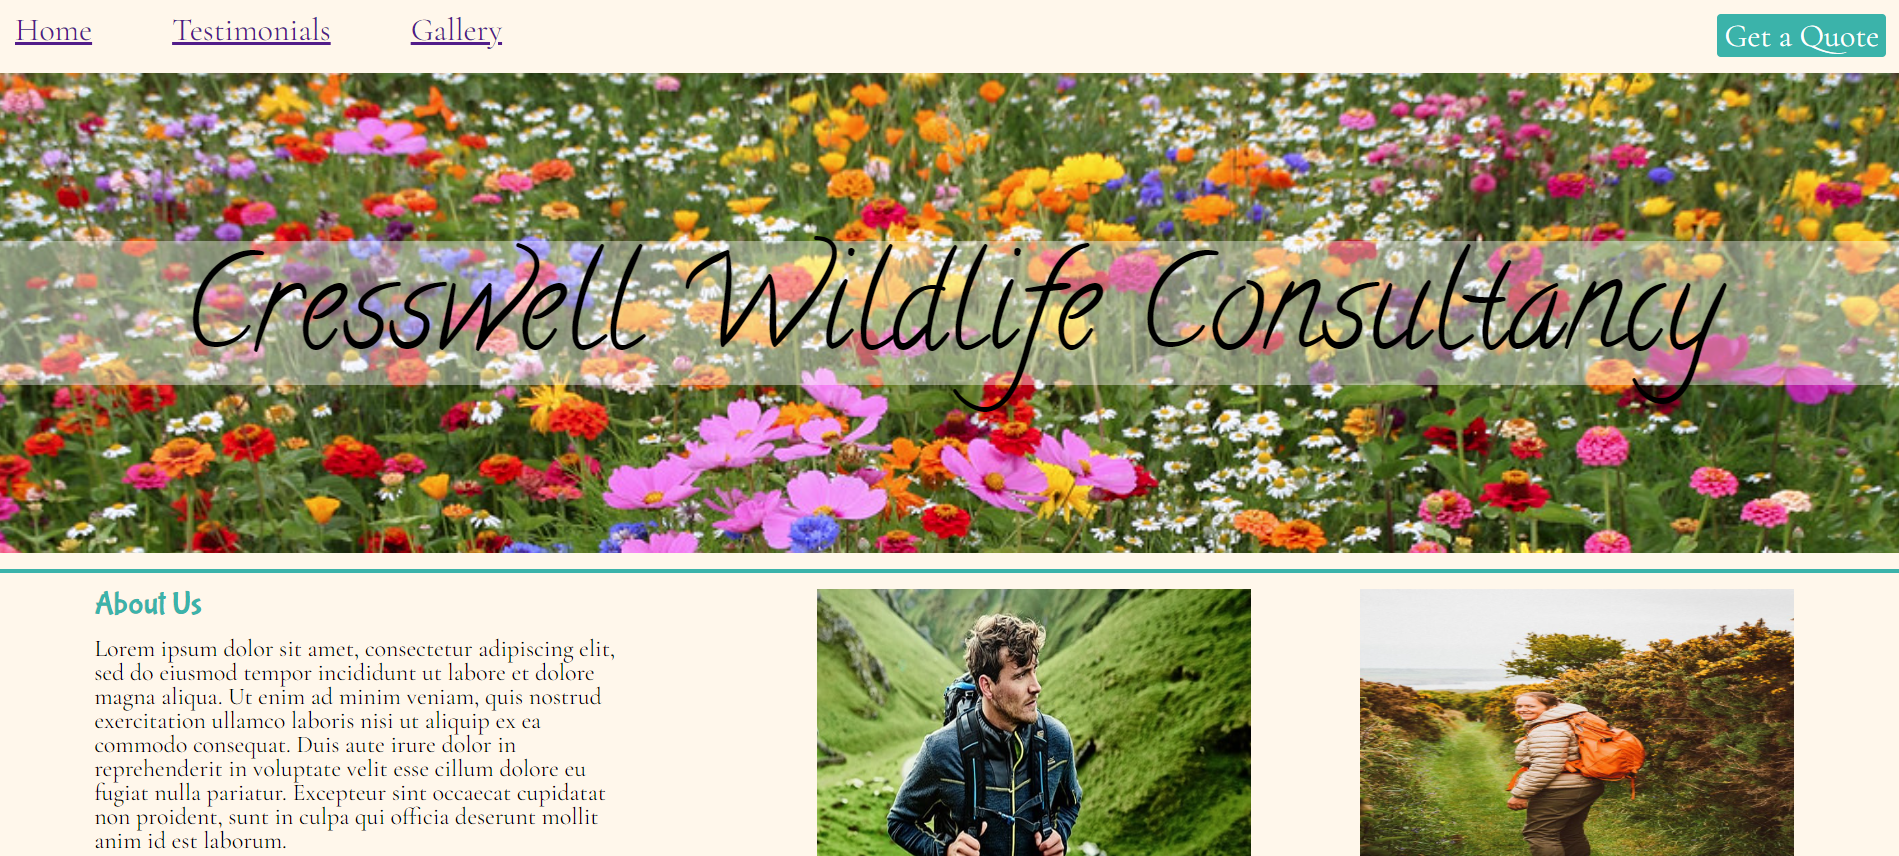 Home Testimonials Gallery Get a Quote
Cresswell Wildlife Consultancy
About Us
Lorem ipsum dolor sit amet, consectetur adipiscing elit,
sed do eiusmod tempor incididunt ut labore et dolore
magna aliqua. Ut enim ad minim veniam, quis nostrud
exercitation ullamco laboris nisi ut aliquip ex ea
commodo consequat. Duis aute irure dolor in
reprehenderit in voluptate velit esse cillum dolore eu
fugiat nulla pariatur. Excepteur sint occaecat cupidatat
non proident, sunt in culpa qui officia deserunt mollit
anim id est laborum.